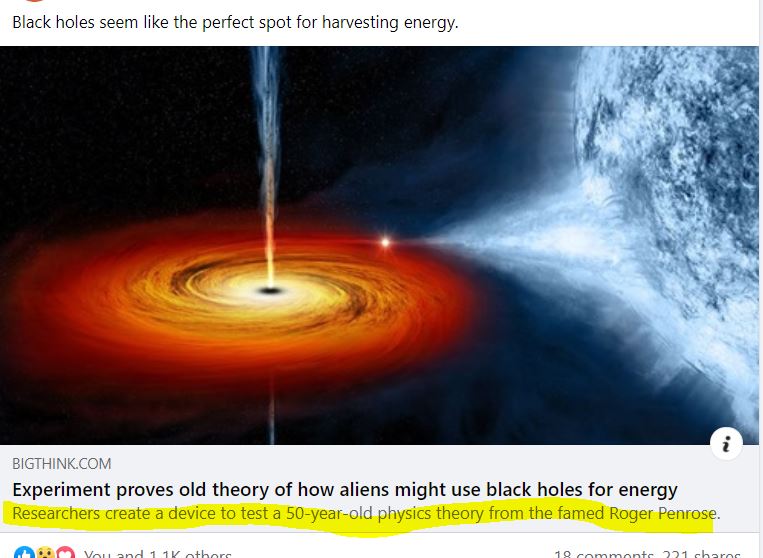 Black holes seem like the perfect spot for harvesting energy.
i
BIGTHINK.COM
Experiment proves old theory of how aliens might use black holes for energy
Researchers create a device to test a 50-year-old physics theory from the famed Roger Penrose.
You and 1.1K others
18 comments 221 shares